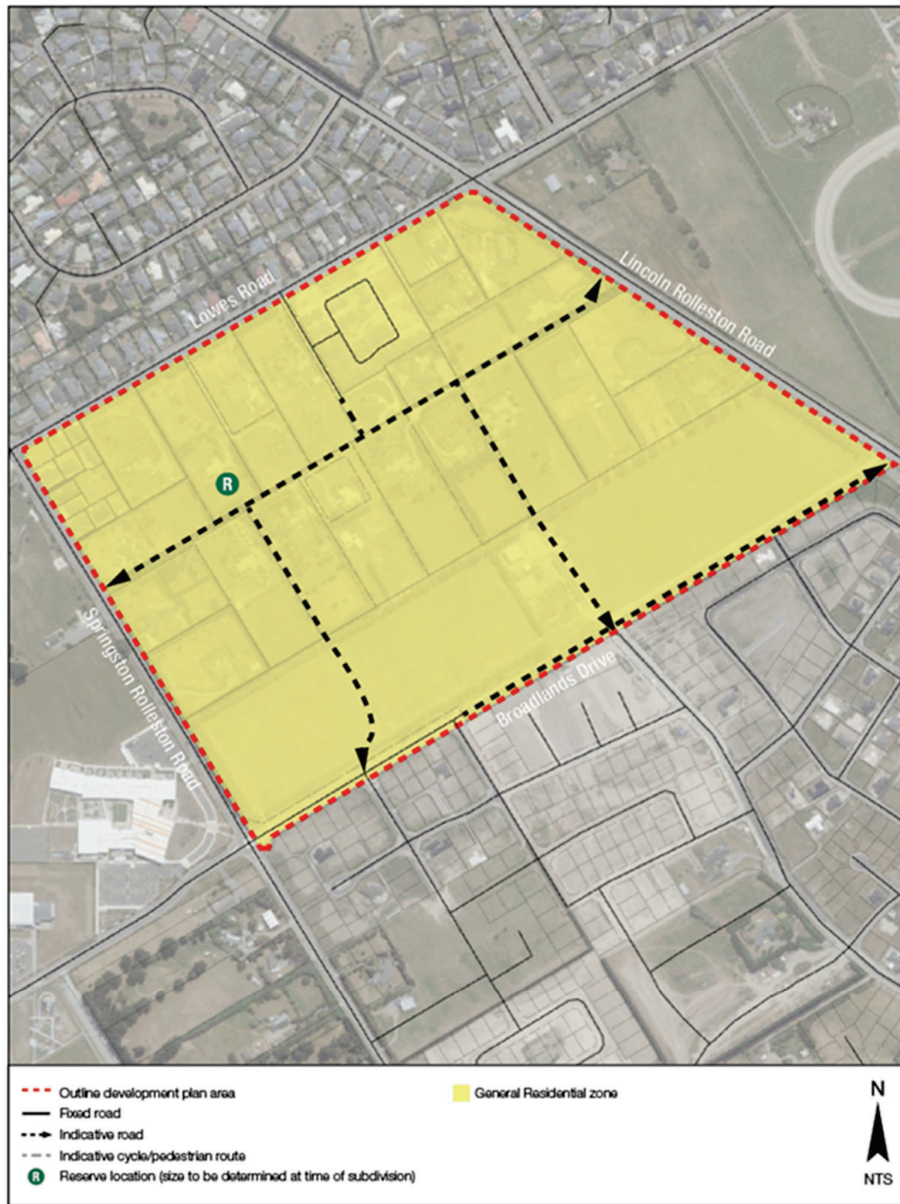 Lowes Road
Lincoln Rolleston Road
R
Springston Rolleston Road
Broadlands Drive
Outline development plan area
Fixed road
Indicative road
Indicative cycle/pedestrian route
R Reserve location (size to be determined at time of subdivision)
General Residential zone
N
NTS